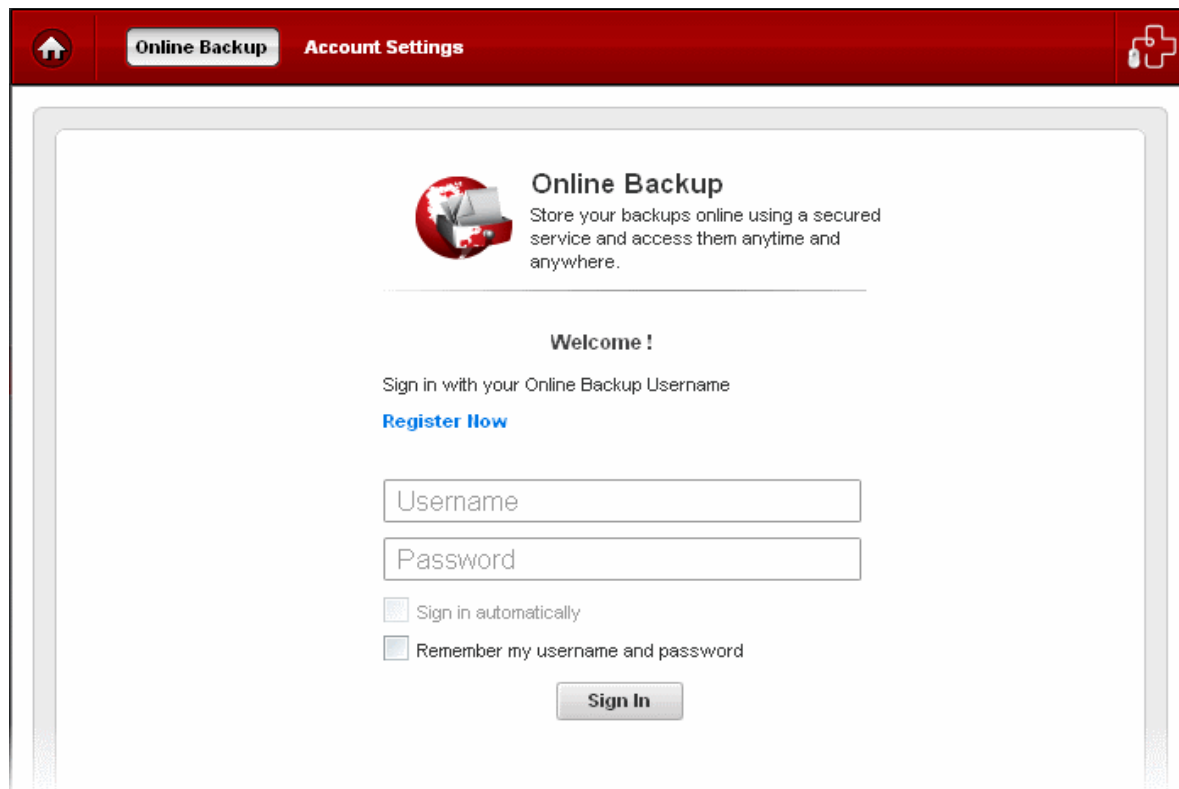 Online Backup Account Settings
Online Backup
Store your backups online using a secured
service and access them anytime and
anywhere.
Welcome !
Sign in with your Online Backup Username
Register Now
Username
Password
Sign in automatically
Remember my username and password
Sign In